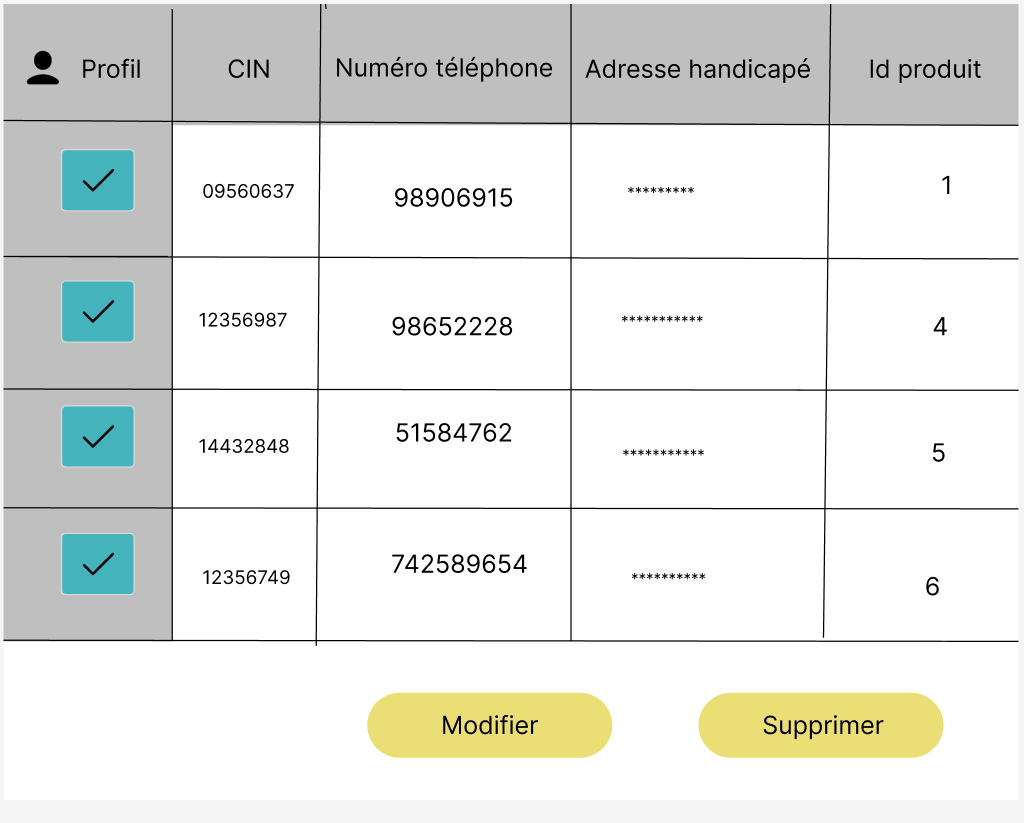 Profil CIN Numéro téléphone Adresse handicapé Id produit
09560637 98906915 ********* 1
12356987 98652228 *********** 4
14432848 51584762 *********** 5
12356749 742589654 ********** 6
Modifier Supprimer